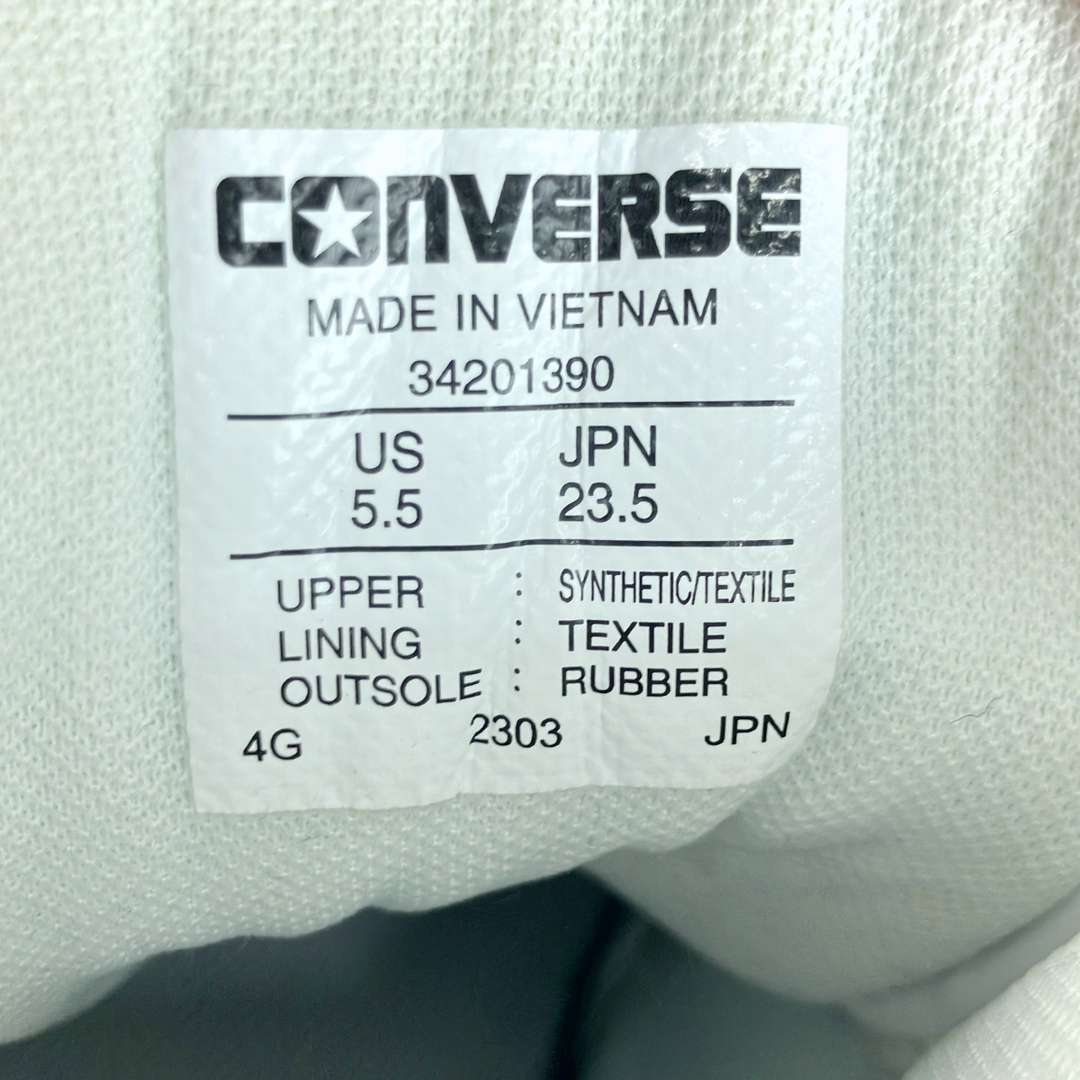 CONVERSE
MADE IN VIETNAM
34201390
US JPN
5.5 23.5
UPPER : SYNTHETIC/TEXTILE
LINING : TEXTILE
OUTSOLE : RUBBER
4G 2303 JPN